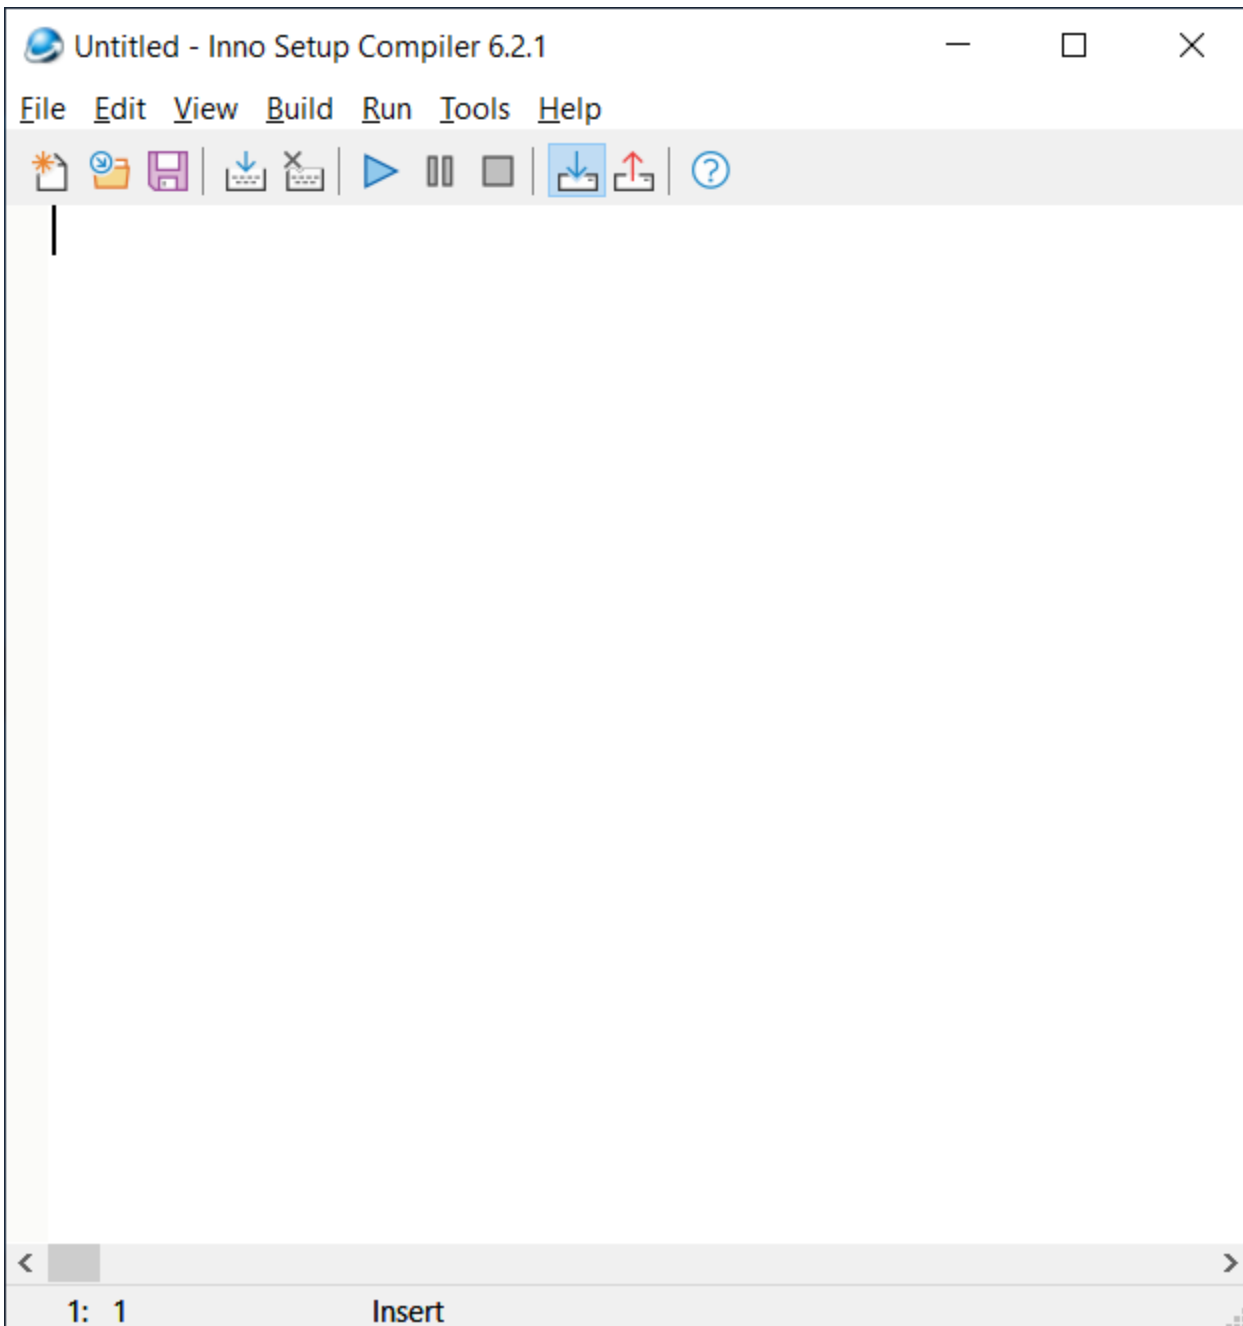 Untitled - Inno Setup Compiler 6.2.1
File Edit View Build Run Tools Help
1: 1 Insert